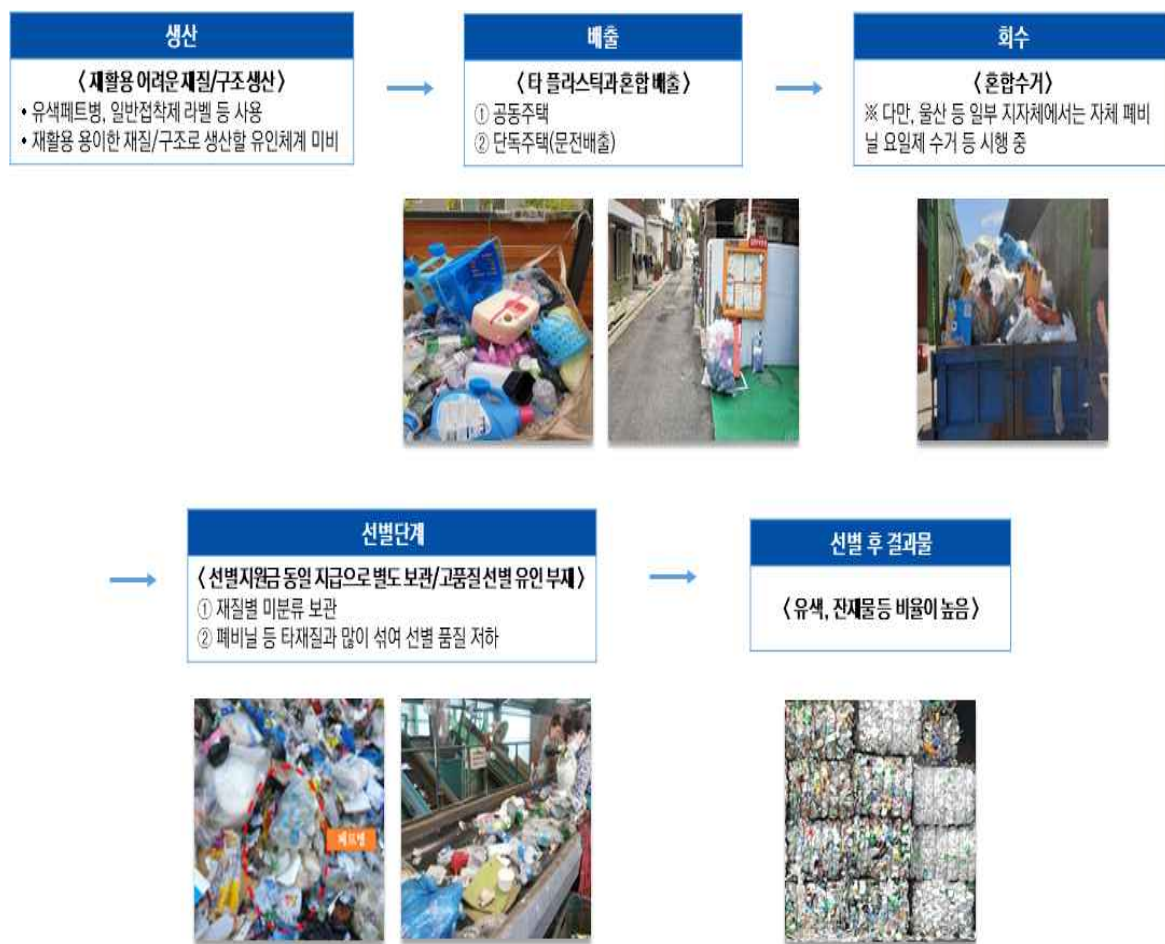 생산
〈 재활용 어려운 재질/구조 생산 〉
• 유색페트병, 일반접착제 라벨 등 사용
• 재활용 용이한 재질/구조로 생산할 유인체계 미비
배출
〈 타 플라스틱과 혼합 배출 〉
① 공동주택
② 단독주택(문전배출)
회수
〈 혼합수거 〉
※ 다만, 울산 등 일부 지자체에서는 자체 폐비
닐 요일제 수거 등 시행 중
선별단계
〈 선별지원금 동일 지급으로 별도 보관/고품질 선별 유인 부재 〉
① 재질별 미분류 보관
② 폐비닐 등 타재질과 많이 섞여 선별 품질 저하
선별 후 결과물
〈 유색, 잔재물 등 비율이 높음 〉
페트병